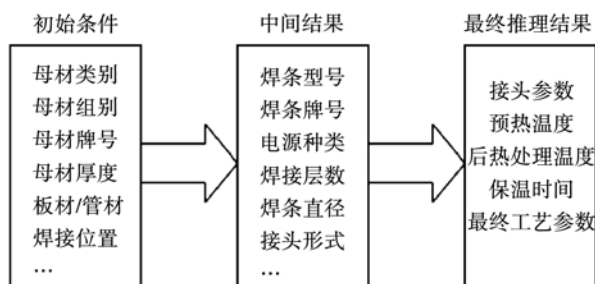 初始条件
母材类别
母材组别
母材牌号
母材厚度
板材/管材
焊接位置
…
中间结果
焊条型号
焊条牌号
电源种类
焊接层数
焊条直径
接头形式
…
最终推理结果
接头参数
预热温度
后热处理温度
保温时间
最终工艺参数